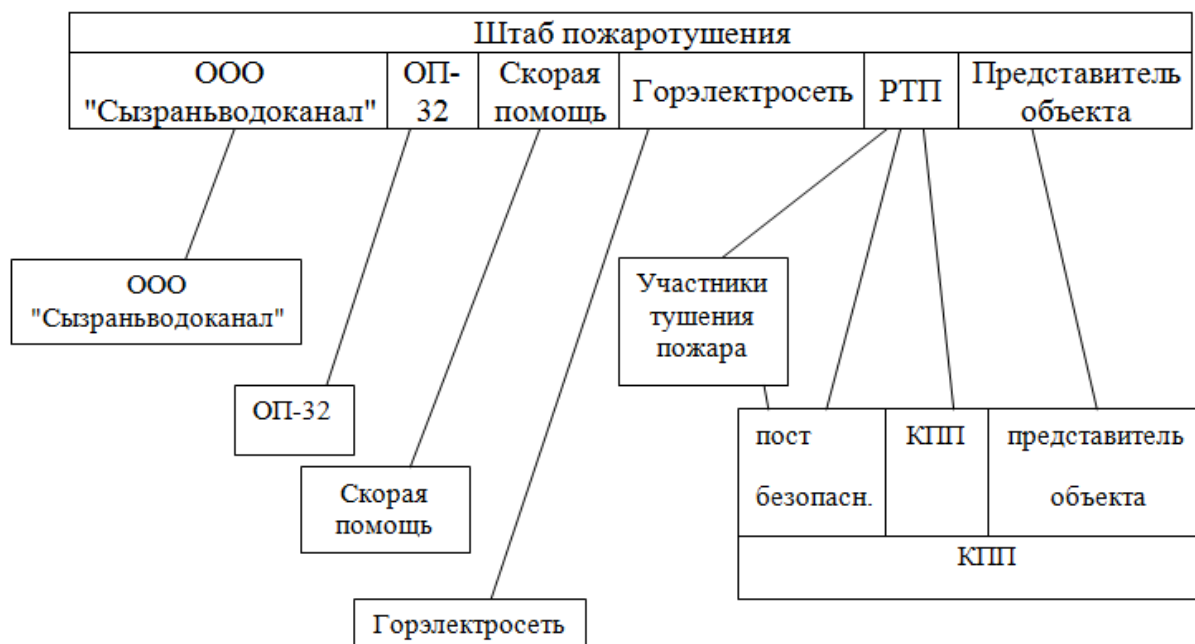 Штаб пожаротушения
ООО
"Сызраньводоканал"
ОП-
32
Скорая
помощь
Горэлектросеть
РТП
Представитель
объекта
ООО
"Сызраньводоканал"
Участники
тушения
пожара
ОП-32
пост
безопасн.
КПП
представитель
объекта
КПП
Скорая
помощь
Горэлектросеть